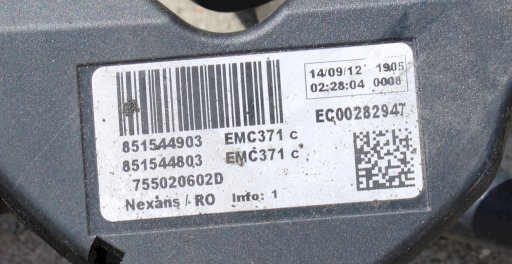 14/09/12 1905
02:28:04 0008
EC00282947
851544903 EMC371 c
851544803 EMC371 c
755020602D
Nexans / RO Info: 1